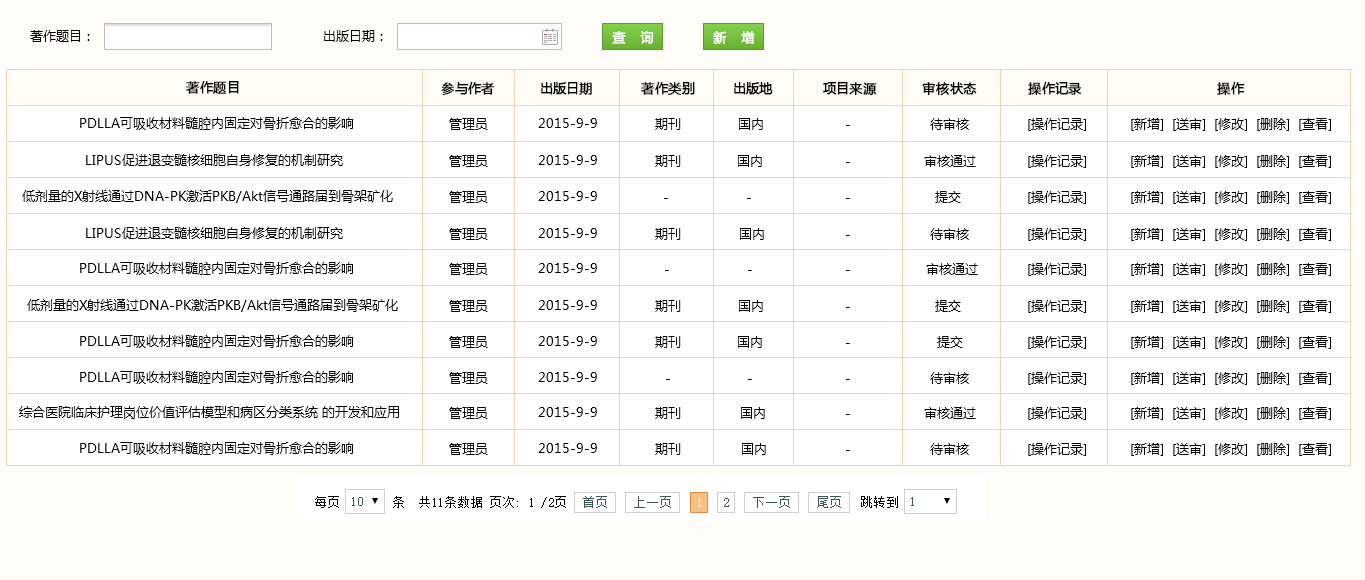 著作题目： 出版日期： 查 询 新 增
著作题目 参与作者 出版日期 著作类别 出版地 项目来源 审核状态 操作记录 操作
PDLLA可吸收材料髓腔内固定对骨折愈合的影响 管理员 2015-9-9 期刊 国内 - 待审核 [操作记录] [新增] [送审] [修改] [删除] [查看]
LIPUS促进退变髓核细胞自身修复的机制研究 管理员 2015-9-9 期刊 国内 - 审核通过 [操作记录] [新增] [送审] [修改] [删除] [查看]
低剂量的X射线通过DNA-PK激活PKB/Akt信号通路届到骨架矿化 管理员 2015-9-9 - - - 提交 [操作记录] [新增] [送审] [修改] [删除] [查看]
LIPUS促进退变髓核细胞自身修复的机制研究 管理员 2015-9-9 期刊 国内 - 待审核 [操作记录] [新增] [送审] [修改] [删除] [查看]
PDLLA可吸收材料髓腔内固定对骨折愈合的影响 管理员 2015-9-9 - - - 审核通过 [操作记录] [新增] [送审] [修改] [删除] [查看]
低剂量的X射线通过DNA-PK激活PKB/Akt信号通路届到骨架矿化 管理员 2015-9-9 期刊 国内 - 提交 [操作记录] [新增] [送审] [修改] [删除] [查看]
PDLLA可吸收材料髓腔内固定对骨折愈合的影响 管理员 2015-9-9 期刊 国内 - 提交 [操作记录] [新增] [送审] [修改] [删除] [查看]
PDLLA可吸收材料髓腔内固定对骨折愈合的影响 管理员 2015-9-9 - - - 待审核 [操作记录] [新增] [送审] [修改] [删除] [查看]
综合医院临床护理岗位价值评估模型和病区分类系统 的开发和应用 管理员 2015-9-9 期刊 国内 - 审核通过 [操作记录] [新增] [送审] [修改] [删除] [查看]
PDLLA可吸收材料髓腔内固定对骨折愈合的影响 管理员 2015-9-9 期刊 国内 - 待审核 [操作记录] [新增] [送审] [修改] [删除] [查看]
每页 10 条 共11条数据 页次: 1 /2页 首页 上一页 1 2 下一页 尾页 跳转到 1